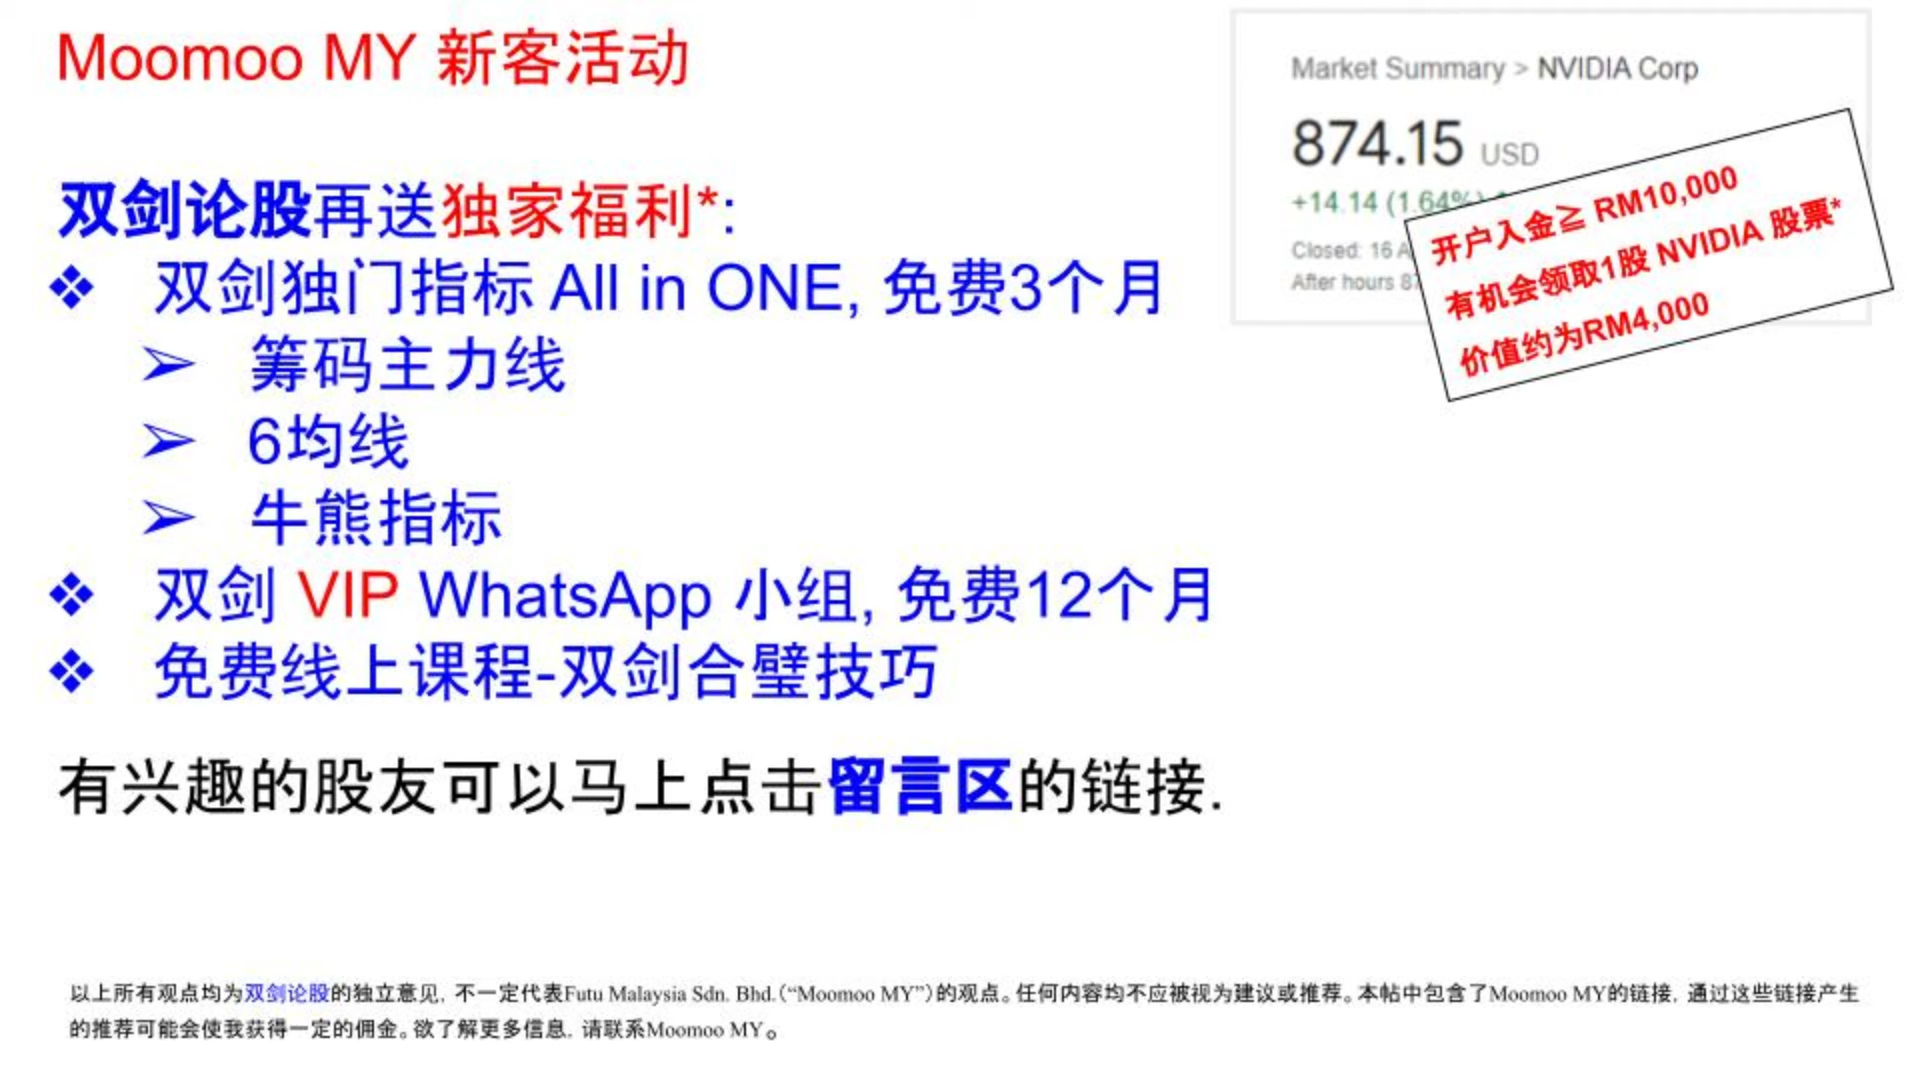 Moomoo MY 新客活动
Market Summary > NVIDIA Corp
874.15 USD
+14.14 (1.64%)
Closed: 16 A
After hours 87
开户入金≧ RM10,000
有机会领取1股 NVIDIA 股票*
价值约为RM4,000
双剑论股再送独家福利*:
❖ 双剑独门指标 All in ONE, 免费3个月
➢ 筹码主力线
➢ 6均线
➢ 牛熊指标
❖ 双剑 VIP WhatsApp 小组, 免费12个月
❖ 免费线上课程-双剑合璧技巧
有兴趣的股友可以马上点击留言区的链接.
以上所有观点均为双剑论股的独立意见, 不一定代表Futu Malaysia Sdn. Bhd.(“Moomoo MY”)的观点。任何内容均不应被视为建议或推荐。本帖中包含了Moomoo MY的链接, 通过这些链接产生
的推荐可能会使我获得一定的佣金。欲了解更多信息, 请联系Moomoo MY。